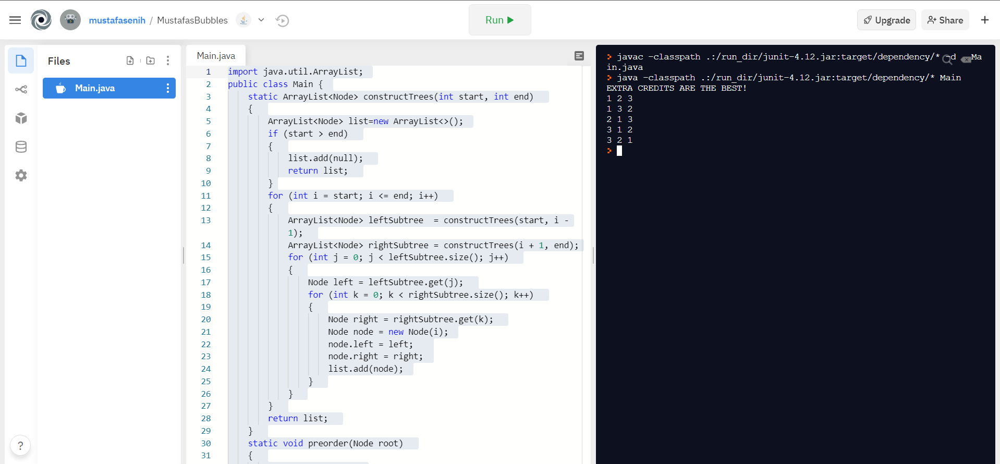 mustafasenih / MustafasBubbles
Run
Upgrade
Share
Files
Main.java
Main.java
1 import java.util.ArrayList;
2 public class Main {
3 static ArrayList<Node> constructTrees(int start, int end)
4 {
5 ArrayList<Node> list=new ArrayList<>();
6 if (start > end)
7 {
8 list.add(null);
9 return list;
10 }
11 for (int i = start; i <= end; i++)
12 {
13 ArrayList<Node> leftSubtree  = constructTrees(start, i -
1);
14 ArrayList<Node> rightSubtree = constructTrees(i + 1, end);
15 for (int j = 0; j < leftSubtree.size(); j++)
16 {
17 Node left = leftSubtree.get(j);
18 for (int k = 0; k < rightSubtree.size(); k++)
19 {
20 Node right = rightSubtree.get(k);
21 Node node = new Node(i);
22 node.left = left;
23 node.right = right;
24 list.add(node);
25 }
26 }
27 }
28 return list;
29 }
30 static void preorder(Node root)
31 {
?
> javac -classpath .:/run_dir/junit-4.12.jar:target/dependency/* d Ma
in.java
> java -classpath .:/run_dir/junit-4.12.jar:target/dependency/* Main
EXTRA CREDITS ARE THE BEST!
1 2 3
1 3 2
2 1 3
3 1 2
3 2 1
>